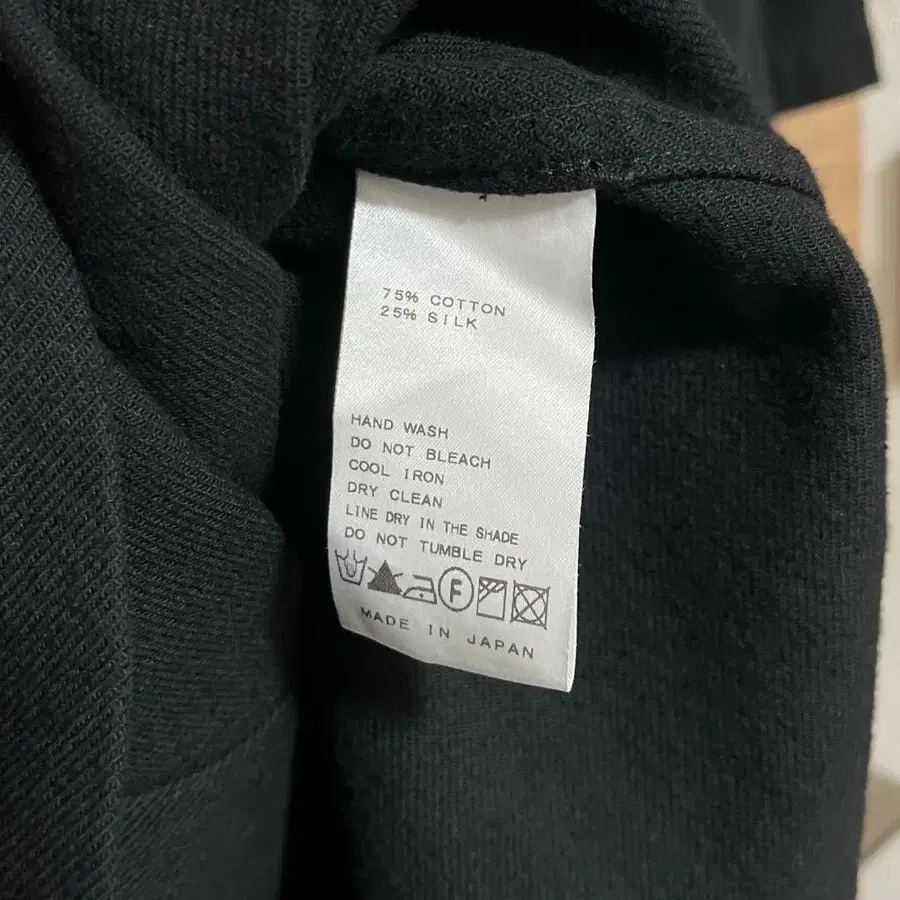 75% COTTON
25% SILK
HAND WASH
DO NOT BLEACH
COOL IRON
DRY CLEAN
LINE DRY IN THE SHADE
DO NOT TUMBLE DRY
F
MADE IN JAPAN